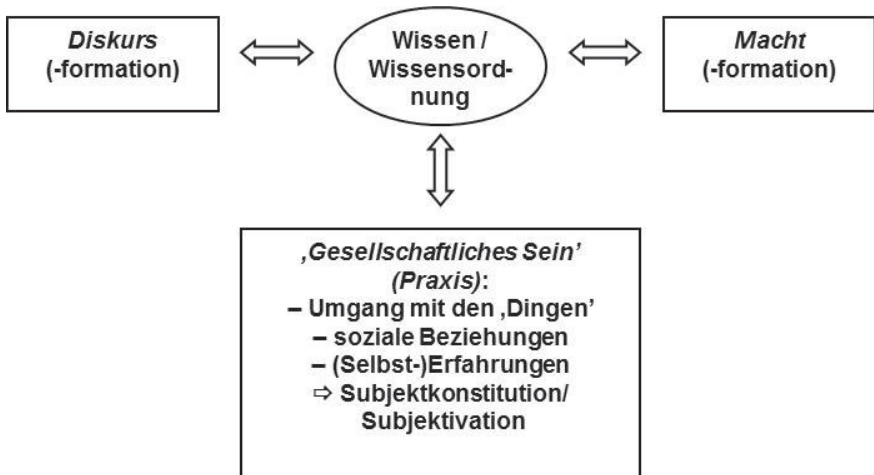 Diskurs
(-formation)
Wissen /
Wissensord-
nung
Macht
(-formation)
‚Gesellschaftliches Sein’
(Praxis):
– Umgang mit den ‚Dingen’
– soziale Beziehungen
– (Selbst-)Erfahrungen
⇨ Subjektkonstitution/
Subjektivation